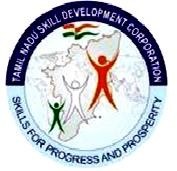 TAMIL NADU SKILL DEVELOPMENT CORPORATION
SKILLS FOR PROGRESS AND PROSPERITY